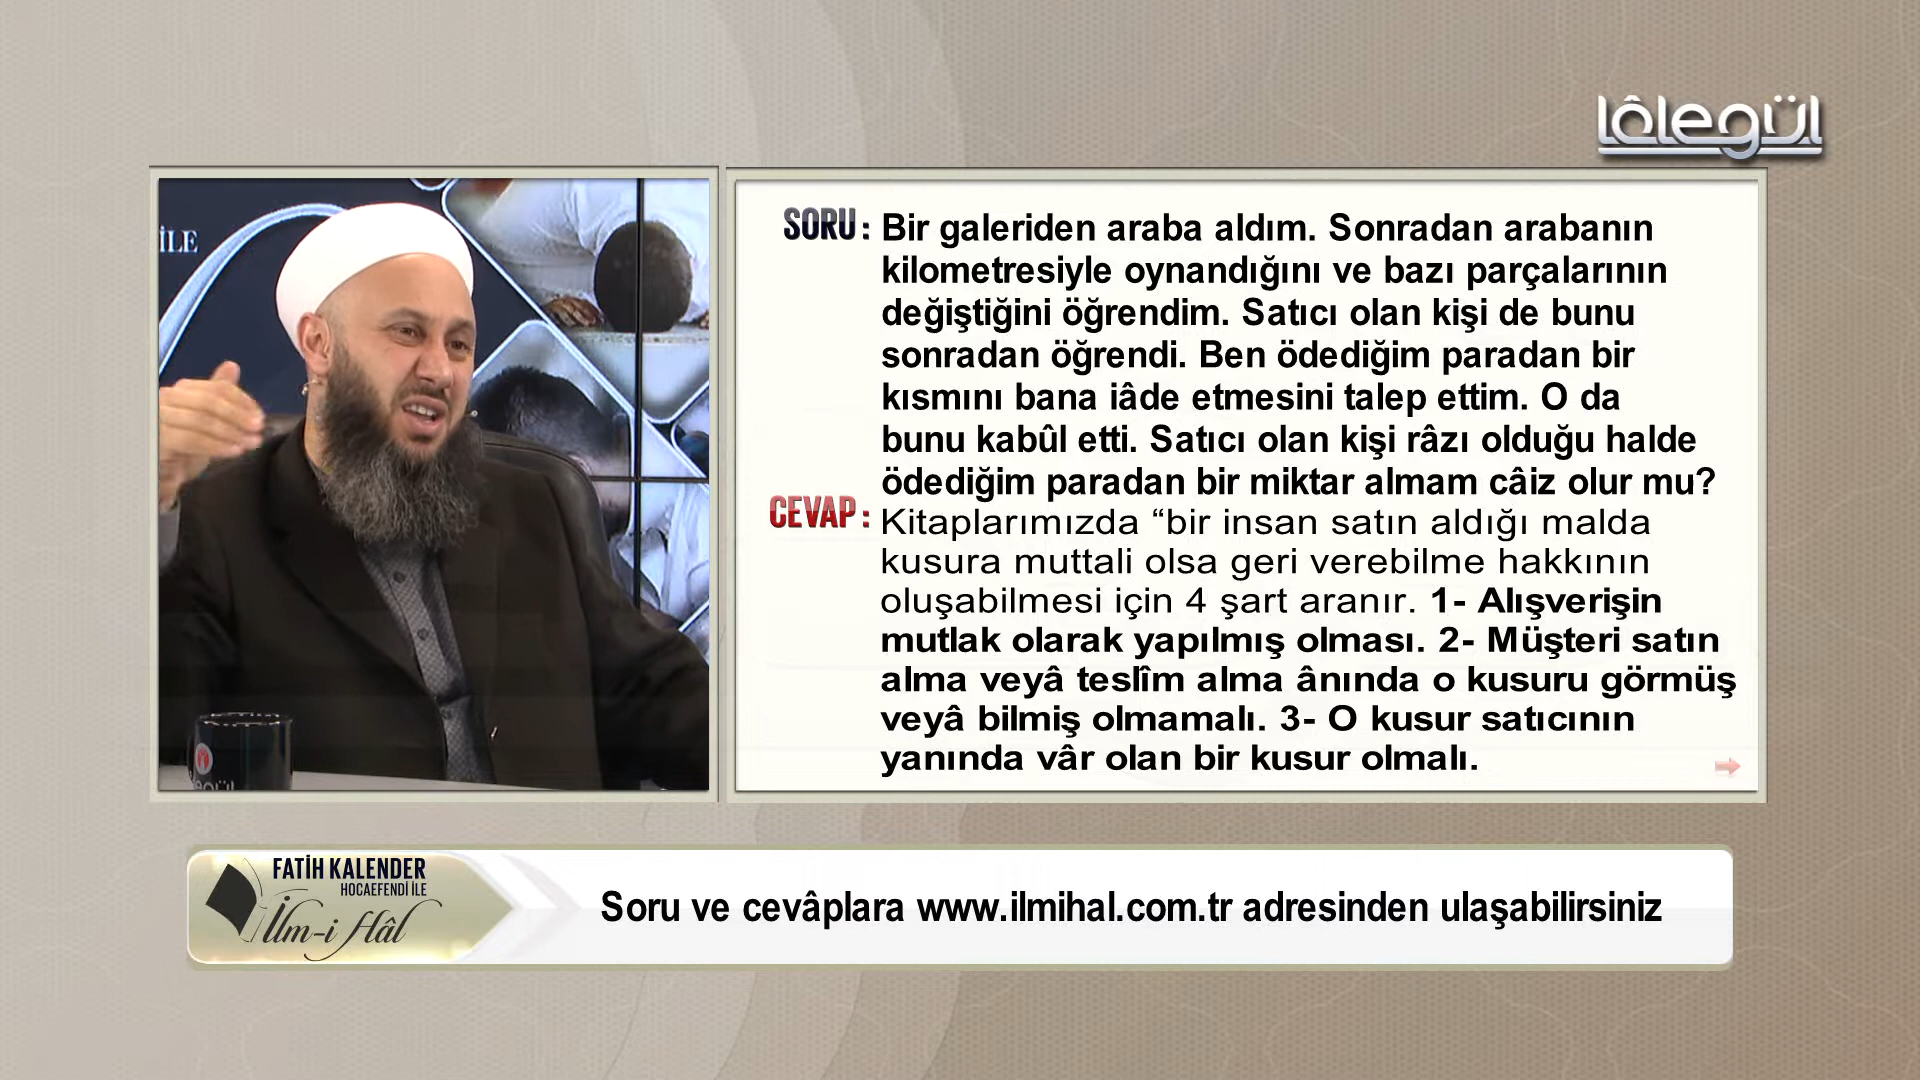 lâlegül
İLE
SORU : Bir galeriden araba aldım. Sonradan arabanın
kilometresiyle oynandığını ve bazı parçalarının
değiştiğini öğrendim. Satıcı olan kişi de bunu
sonradan öğrendi. Ben ödediğim paradan bir
kısmını bana iâde etmesini talep ettim. O da
bunu kabûl etti. Satıcı olan kişi râzı olduğu halde
ödediğim paradan bir miktar almam câiz olur mu?
CEVAP : Kitaplarımızda “bir insan satın aldığı malda
kusura muttali olsa geri verebilme hakkının
oluşabilmesi için 4 şart aranır. 1- Alışverişin
mutlak olarak yapılmış olması. 2- Müşteri satın
alma veyâ teslîm alma ânında o kusuru görmüş
veyâ bilmiş olmamalı. 3- O kusur satıcının
yanında vâr olan bir kusur olmalı.
FATİH KALENDER
HOCAEFENDİ İLE
İlm-i Hâl
Soru ve cevâplara www.ilmihal.com.tr adresinden ulaşabilirsiniz